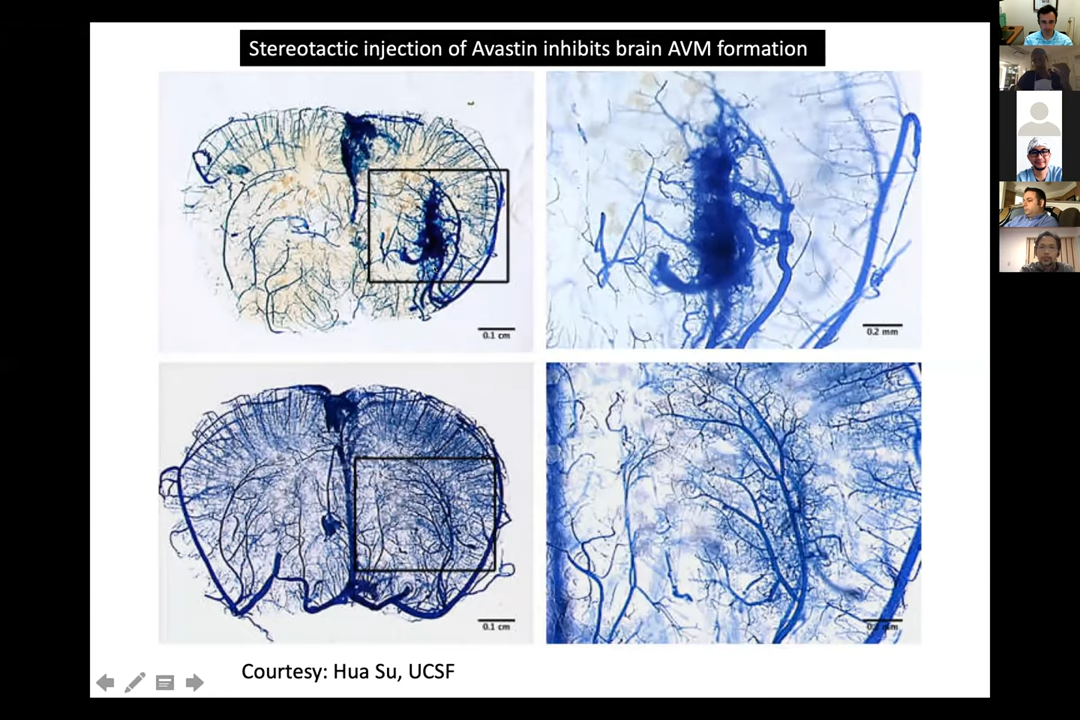 Stereotactic injection of Avastin inhibits brain AVM formation
0.1 cm
0.2 mm
0.1 cm
mm
Courtesy: Hua Su, UCSF